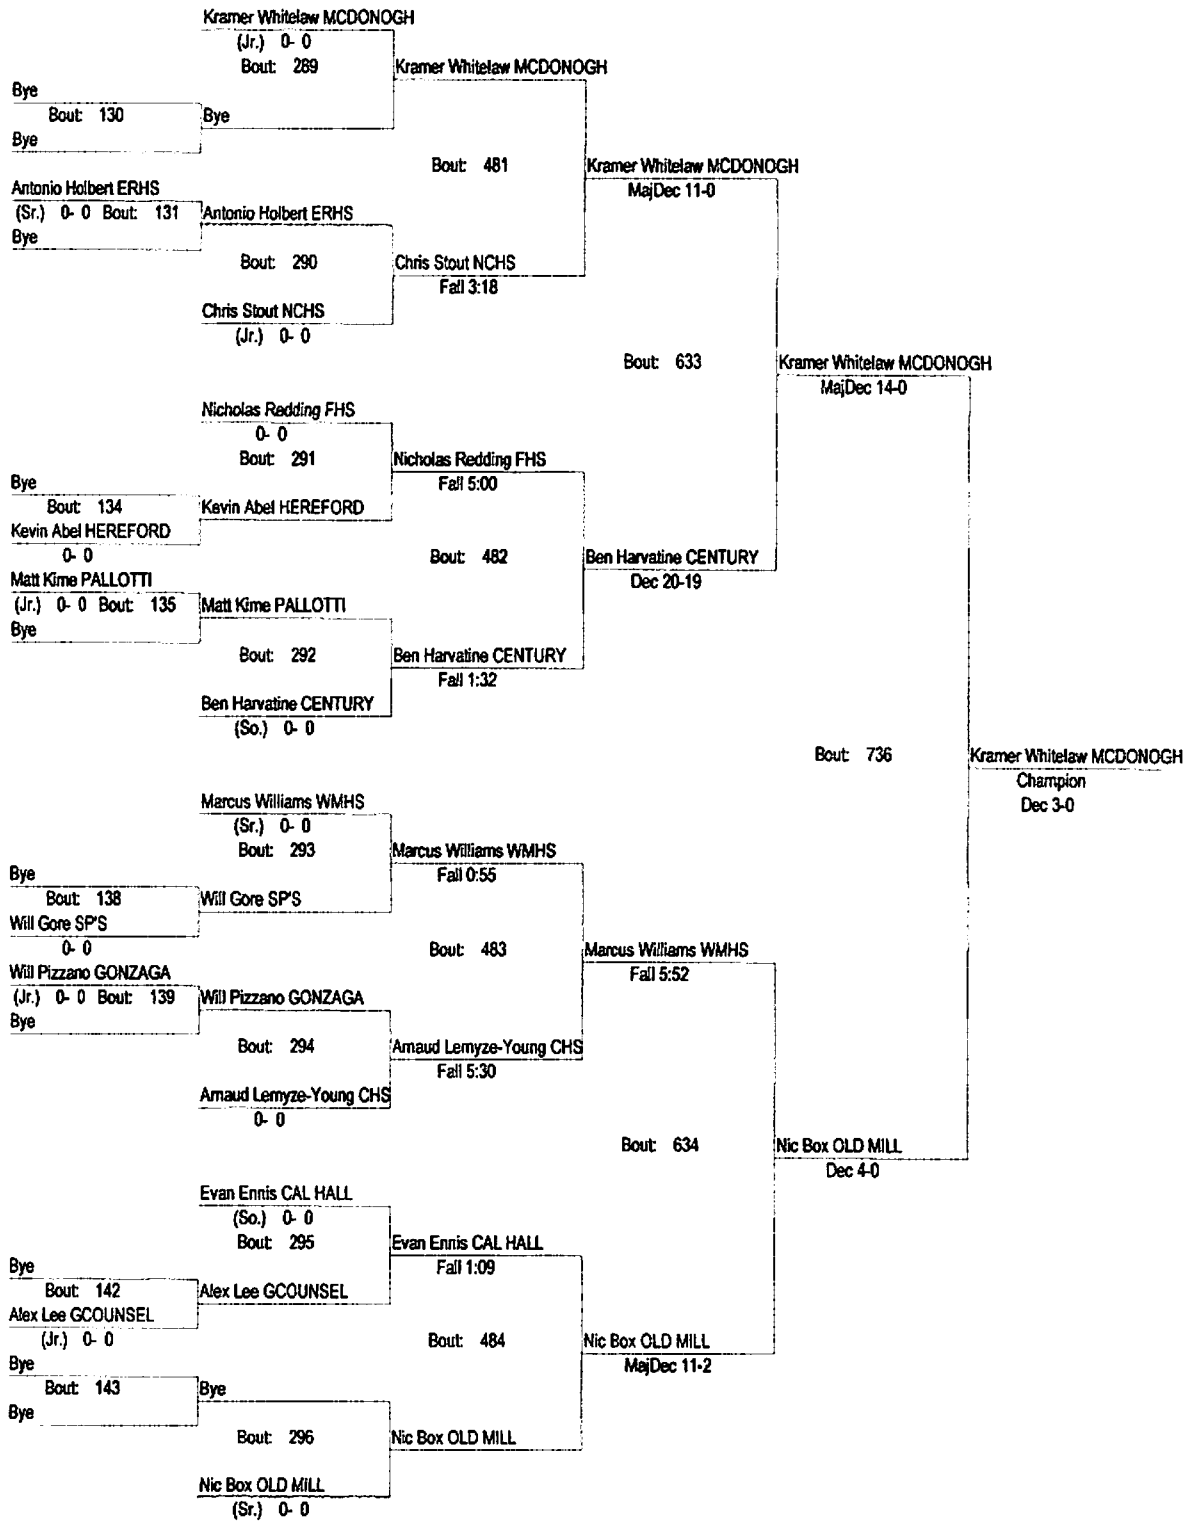 Kramer Whitelaw MCDONOGH
(Jr.) 0- 0
Bout: 289
Kramer Whitelaw MCDONOGH
Bye
Bout: 130
Bye
Bye
Bout: 481
Kramer Whitelaw MCDONOGH
MajDec 11-0
Antonio Holbert ERHS
(Sr.) 0- 0 Bout: 131
Antonio Holbert ERHS
Bye
Bout: 290
Chris Stout NCHS
Fall 3:18
Chris Stout NCHS
(Jr.) 0- 0
Bout: 633
Kramer Whitelaw MCDONOGH
MajDec 14-0
Nicholas Redding FHS
0- 0
Bout: 291
Nicholas Redding FHS
Fall 5:00
Bye
Bout: 134
Kevin Abel HEREFORD
Kevin Abel HEREFORD
0- 0
Bout: 482
Ben Harvatine CENTURY
Dec 20-19
Matt Kime PALLOTTI
(Jr.) 0- 0 Bout: 135
Matt Kime PALLOTTI
Bye
Bout: 292
Ben Harvatine CENTURY
Fall 1:32
Ben Harvatine CENTURY
(So.) 0- 0
Bout: 736
Kramer Whitelaw MCDONOGH
Champion
Dec 3-0
Marcus Williams WMHS
(Sr.) 0- 0
Bout: 293
Marcus Williams WMHS
Fall 0:55
Bye
Bout: 138
Will Gore SP'S
Will Gore SP'S
0- 0
Bout: 483
Marcus Williams WMHS
Fall 5:52
Will Pizzano GONZAGA
(Jr.) 0- 0 Bout: 139
Will Pizzano GONZAGA
Bye
Bout: 294
Arnaud Lemyze-Young CHS
Fall 5:30
Arnaud Lemyze-Young CHS
0- 0
Bout: 634
Nic Box OLD MILL
Dec 4-0
Evan Ennis CAL HALL
(So.) 0- 0
Bout: 295
Evan Ennis CAL HALL
Fall 1:09
Bye
Bout: 142
Alex Lee GCOUNSEL
Alex Lee GCOUNSEL
(Jr.) 0- 0
Bout: 484
Nic Box OLD MILL
MajDec 11-2
Bye
Bout: 143
Bye
Bye
Bout: 296
Nic Box OLD MILL
Nic Box OLD MILL
(Sr.) 0- 0